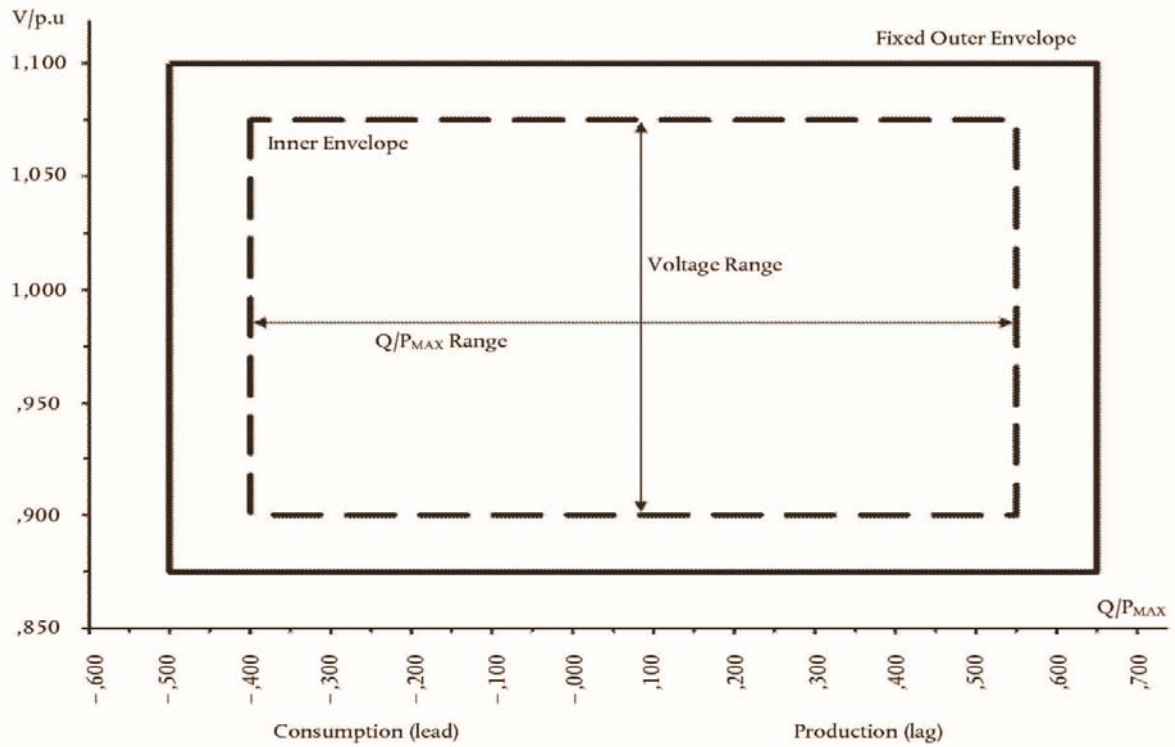 V/p.u
Fixed Outer Envelope
1,100
Inner Envelope
1,050
Voltage Range
1,000
Q/PMAX Range
,950
,900
Q/PMAX
,850
–,600
–,500
–,400
–,300
–,200
–,100
–,000
,100
,200
,300
,400
,500
,600
,700
Consumption (lead)
Production (lag)